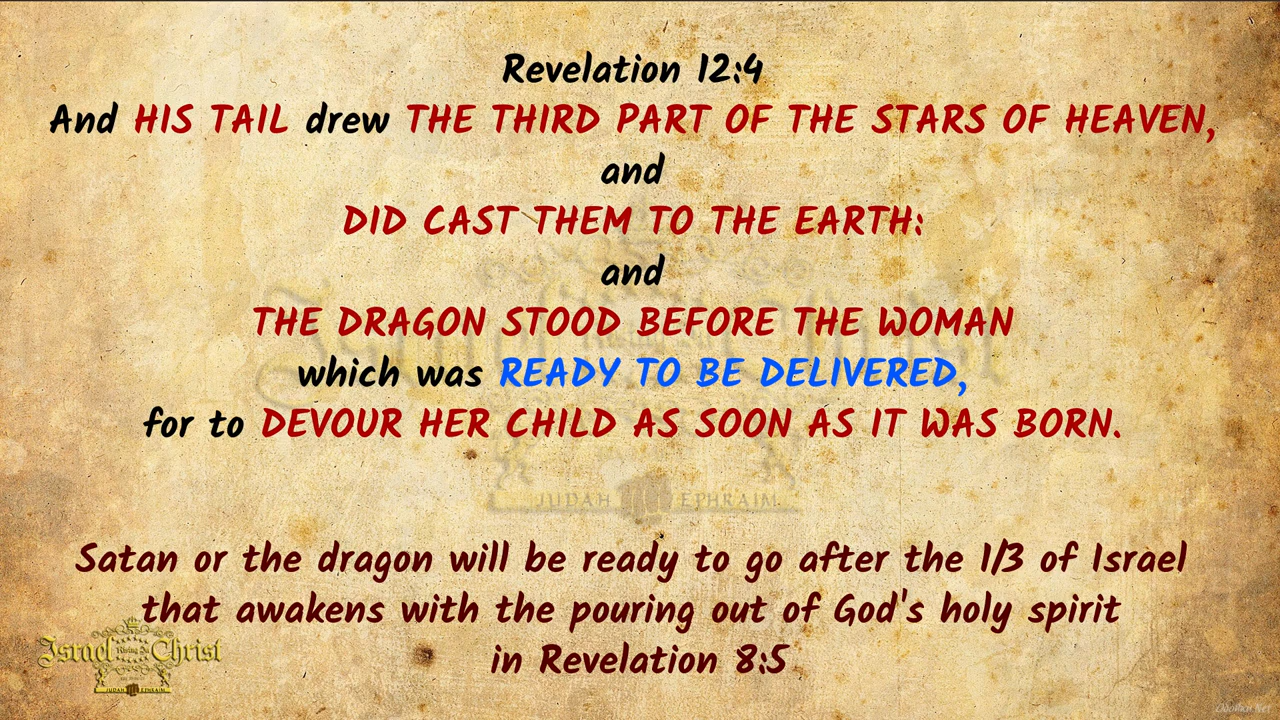 Revelation 12:4
And HIS TAIL drew THE THIRD PART OF THE STARS OF HEAVEN,
and
DID CAST THEM TO THE EARTH:
and
THE DRAGON STOOD BEFORE THE WOMAN
which was READY TO BE DELIVERED,
for to DEVOUR HER CHILD AS SOON AS IT WAS BORN.
JUDAH EPHRAIM
Satan or the dragon will be ready to go after the 1/3 of Israel
that awakens with the pouring out of God's holy spirit
in Revelation 8:5
Israel Rising In Christ
JUDAH EPHRAIM